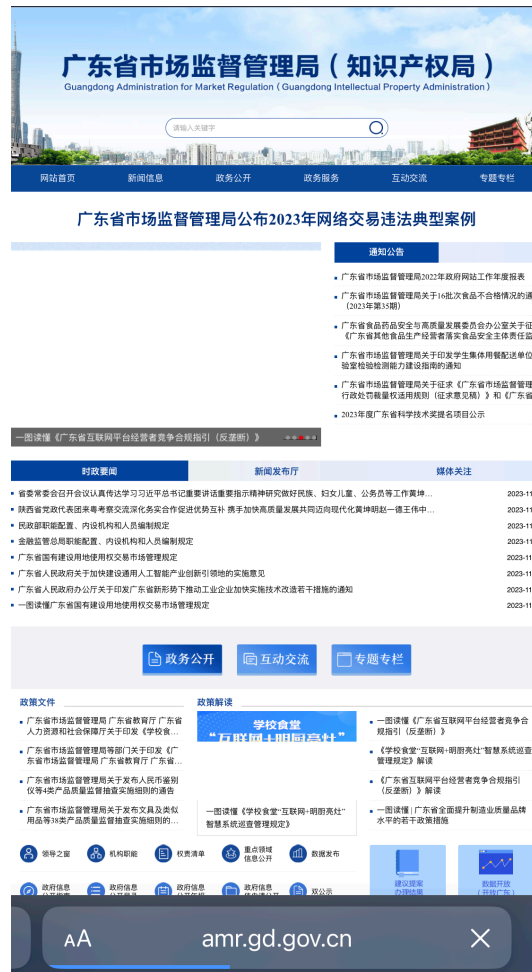 广东省市场监督管理局（知识产权局）
Guangdong Administration for Market Regulation（Guangdong Intellectual Property Administration）
请输入关键字
网站首页 新闻信息 政务公开 政务服务 互动交流 专题专栏
广东省市场监督管理局公布2023年网络交易违法典型案例
一图读懂《广东省互联网平台经营者竞争合规指引（反垄断）》
通知公告
广东省市场监督管理局2022年政府网站工作年度报表
广东省市场监督管理局关于16批次食品不合格情况的通
（2023年第35期）
广东省食品药品安全与高质量发展委员会办公室关于征
《广东省其他食品生产经营者落实食品安全主体责任监
广东省市场监督管理局关于印发学生集体用餐配送单位
验室检验检测能力建设指南的通知
广东省市场监督管理局关于征求《广东省市场监督管理
行政处罚裁量权适用规则（征求意见稿）》和《广东省
2023年度广东省科学技术奖提名项目公示
时政要闻 新闻发布厅 媒体关注
省委常委会召开会议认真传达学习习近平总书记重要讲话重要指示精神研究做好民族、妇女儿童、公务员等工作黄坤... 2023-11
陕西省党政代表团来粤考察交流深化务实合作促进优势互补 携手加快高质量发展共同迈向现代化黄坤明赵一德王伟中... 2023-11
民政部职能配置、内设机构和人员编制规定 2023-11
金融监管总局职能配置、内设机构和人员编制规定 2023-11
广东省国有建设用地使用权交易市场管理规定 2023-11
广东省人民政府关于加快建设通用人工智能产业创新引领地的实施意见 2023-11
广东省人民政府办公厅关于印发广东省新形势下推动工业企业加快实施技术改造若干措施的通知 2023-11
一图读懂广东省国有建设用地使用权交易市场管理规定 2023-11
政务公开 互动交流 专题专栏
政策文件
广东省市场监督管理局 广东省教育厅 广东省
人力资源和社会保障厅关于印发《学校食...
广东省市场监督管理局等部门关于印发《广
东省市场监督管理局 广东省教育厅 广东省...
广东省市场监督管理局关于发布人民币鉴别
仪等4类产品质量监督抽查实施细则的通告
广东省市场监督管理局关于发布文具及类似
用品等38类产品质量监督抽查实施细则的...
政策解读
学校食堂
“互联网+明厨亮灶”
一图读懂《学校食堂“互联网+明厨亮灶”
智慧系统巡查管理规定》
一图读懂《广东省互联网平台经营者竞争合
规指引（反垄断）》
《学校食堂“互联网+明厨亮灶”智慧系统巡查
管理规定》解读
《广东省互联网平台经营者竞争合规指引
（反垄断）》解读
一图读懂 | 广东省全面提升制造业质量品牌
水平的若干政策措施
领导之窗 机构职能 权责清单 重点领域
信息公开 数据发布
政府信息 政府信息 政府信息 政府信息 双公示
建议提案
办理结果
数据开放
（开放广东）
AA amr.gd.gov.cn